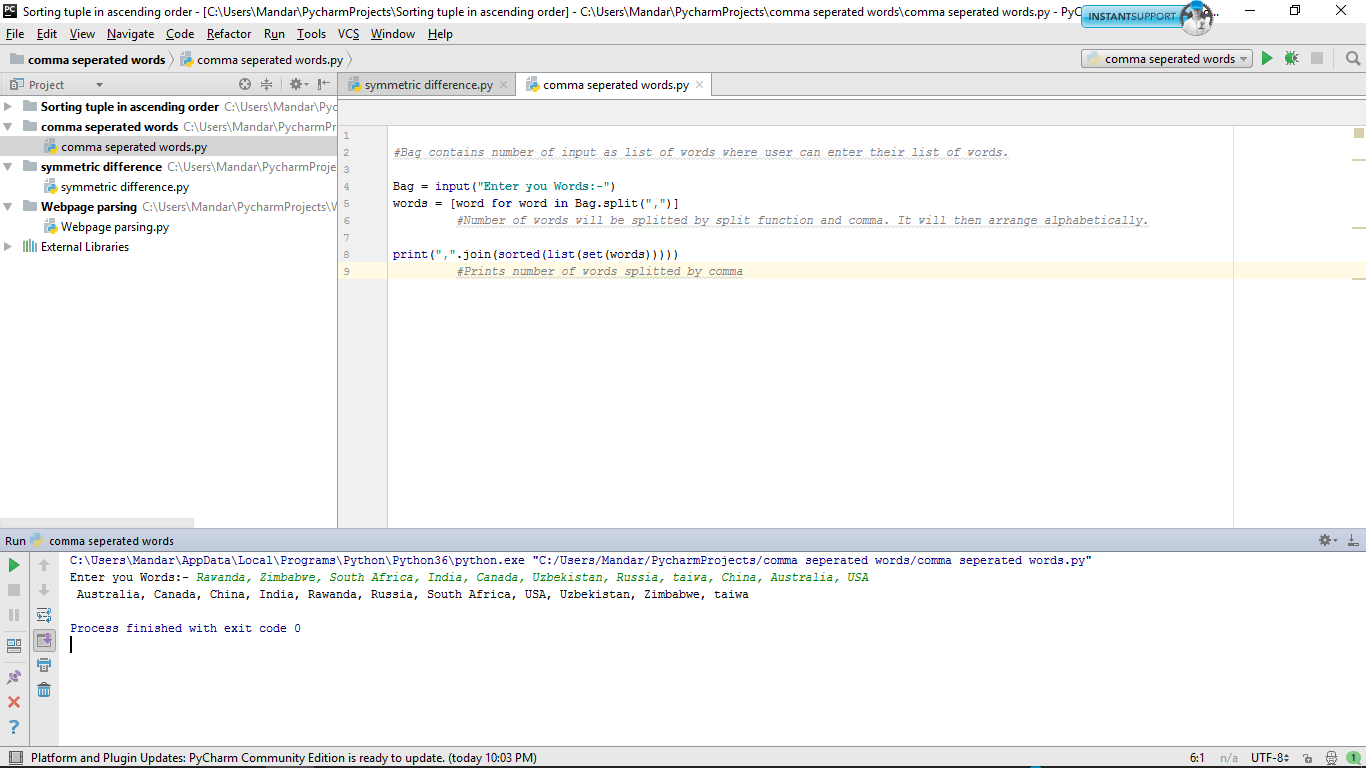 Sorting tuple in ascending order - [C:\Users\Mandar\PycharmProjects\Sorting tuple in ascending order] - C:\Users\Mandar\PycharmProjects\comma seperated words\comma seperated words.py - PyC
INSTANTSUPPORT
File Edit View Navigate Code Refactor Run Tools VCS Window Help
comma seperated words comma seperated words.py comma seperated words
Project symmetric difference.py comma seperated words.py
Sorting tuple in ascending order C:\Users\Mandar\Pyc
comma seperated words C:\Users\Mandar\PycharmPr
comma seperated words.py
symmetric difference C:\Users\Mandar\PycharmProje
symmetric difference.py
Webpage parsing C:\Users\Mandar\PycharmProjects\W
Webpage parsing.py
External Libraries
1
2 #Bag contains number of input as list of words where user can enter their list of words.
3
4 Bag = input("Enter you Words:-")
5 words = [word for word in Bag.split(",")]
6 #Number of words will be splitted by split function and comma. It will then arrange alphabetically.
7
8 print(",".join(sorted(list(set(words)))))
9 #Prints number of words splitted by comma
Run comma seperated words
C:\Users\Mandar\AppData\Local\Programs\Python\Python36\python.exe "C:/Users/Mandar/PycharmProjects/comma seperated words/comma seperated words.py"
Enter you Words:- Rawanda, Zimbabwe, South Africa, India, Canada, Uzbekistan, Russia, taiwa, China, Australia, USA
Australia, Canada, China, India, Rawanda, Russia, South Africa, USA, Uzbekistan, Zimbabwe, taiwa
Process finished with exit code 0
Platform and Plugin Updates: PyCharm Community Edition is ready to update. (today 10:03 PM) 6:1 n/a UTF-8 1